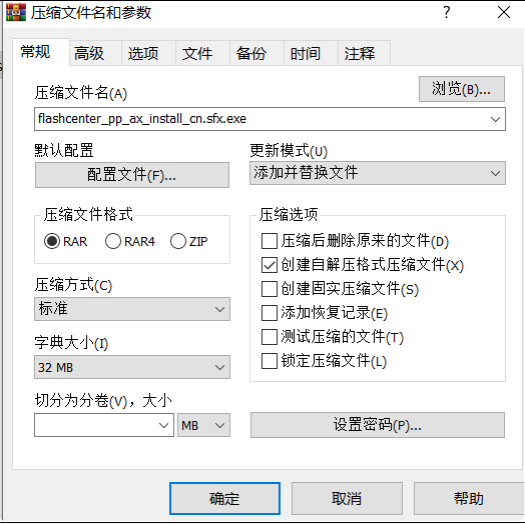 压缩文件名和参数
?
常规 高级 选项 文件 备份 时间 注释
压缩文件名(A)
浏览(B)...
flashcenter_pp_ax_install_cn.sfx.exe
默认配置
配置文件(F)...
更新模式(U)
添加并替换文件
压缩文件格式
RAR RAR4 ZIP
压缩选项
压缩后删除原来的文件(D)
创建自解压格式压缩文件(X)
创建固实压缩文件(S)
添加恢复记录(E)
测试压缩的文件(T)
锁定压缩文件(L)
压缩方式(C)
标准
字典大小(I)
32 MB
切分为分卷(V)，大小
MB
设置密码(P)...
确定 取消 帮助